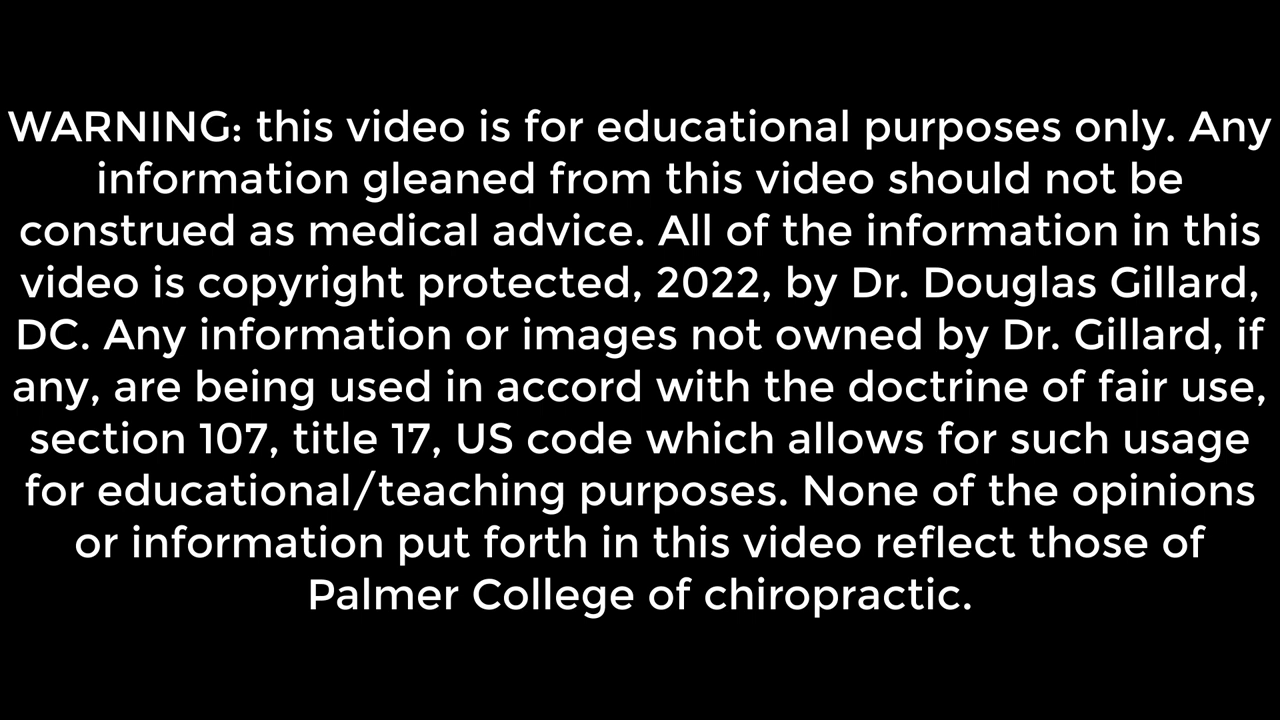 WARNING: this video is for educational purposes only. Any
information gleaned from this video should not be
construed as medical advice. All of the information in this
video is copyright protected, 2022, by Dr. Douglas Gillard,
DC. Any information or images not owned by Dr. Gillard, if
any, are being used in accord with the doctrine of fair use,
section 107, title 17, US code which allows for such usage
for educational/teaching purposes. None of the opinions
or information put forth in this video reflect those of
Palmer College of chiropractic.